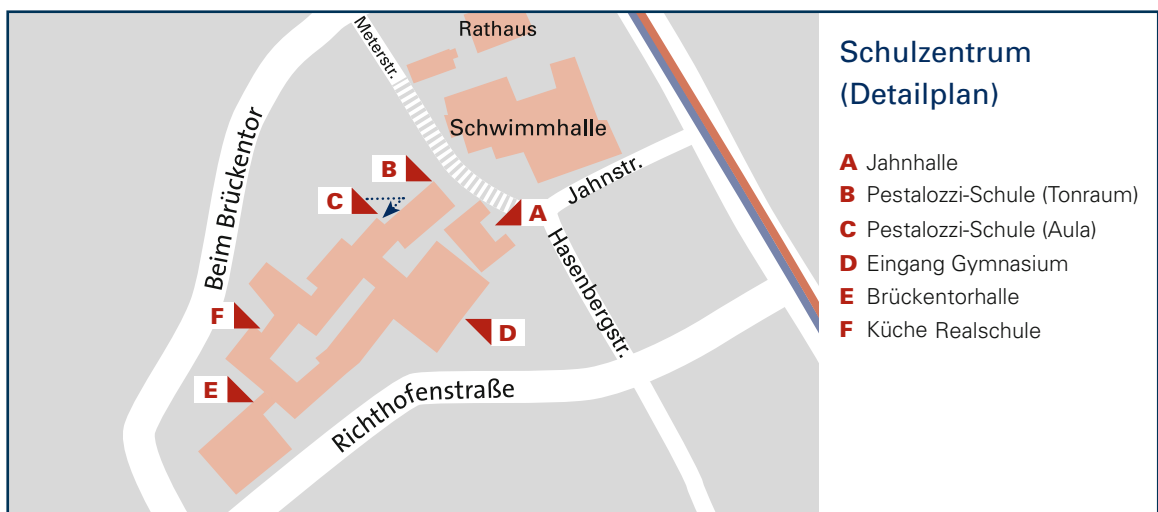 Rathaus
Meterstr.
Schwimmhalle
Jahnstr.
Beim Brückentor
B
C
A
Hasenbergstr.
F
D
E
Richthofenstraße
Schulzentrum
(Detailplan)
A Jahnhalle
B Pestalozzi-Schule (Tonraum)
C Pestalozzi-Schule (Aula)
D Eingang Gymnasium
E Brückentorhalle
F Küche Realschule